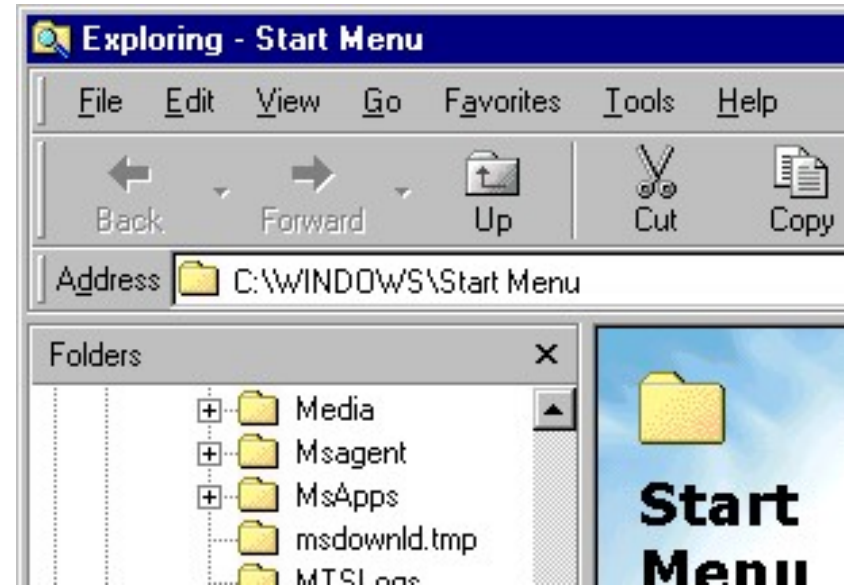 Exploring - Start Menu
File Edit View Go Favorites Tools Help
Back Forward Up Cut Copy
Address C:\WINDOWS\Start Menu
Folders
Media
Msagent
MsApps
msdownld.tmp
MTSLogs
Start
Menu